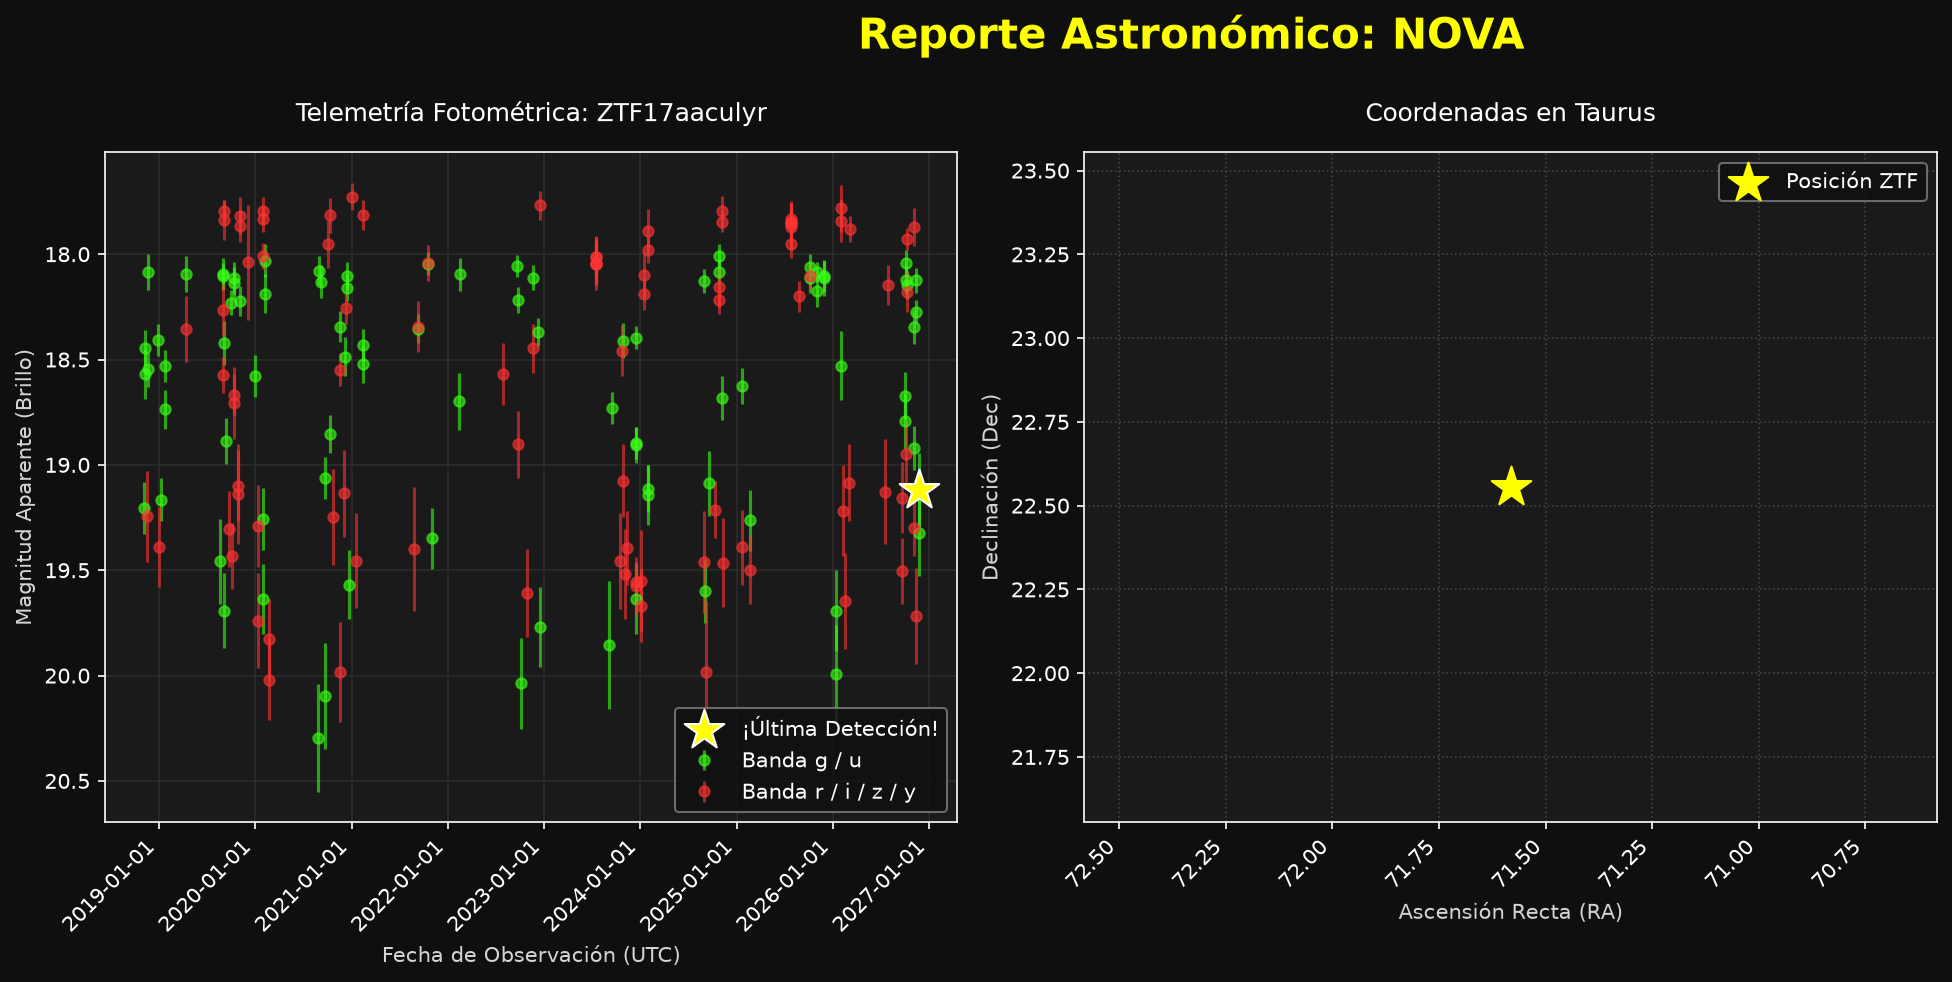 Reporte Astronómico: NOVA
Telemetría Fotométrica: ZTF17aaculyr
Magnitud Aparente (Brillo)
18.0
18.5
19.0
19.5
20.0
20.5
¡Última Detección!
Banda g / u
Banda r / i / z / y
2019-01-01
2020-01-01
2021-01-01
2022-01-01
2023-01-01
2024-01-01
2025-01-01
2026-01-01
2027-01-01
Fecha de Observación (UTC)
Coordenadas en Taurus
Declinación (Dec)
23.50
23.25
23.00
22.75
22.50
22.25
22.00
21.75
Posición ZTF
72.50
72.25
72.00
71.75
71.50
71.25
71.00
70.75
Ascensión Recta (RA)